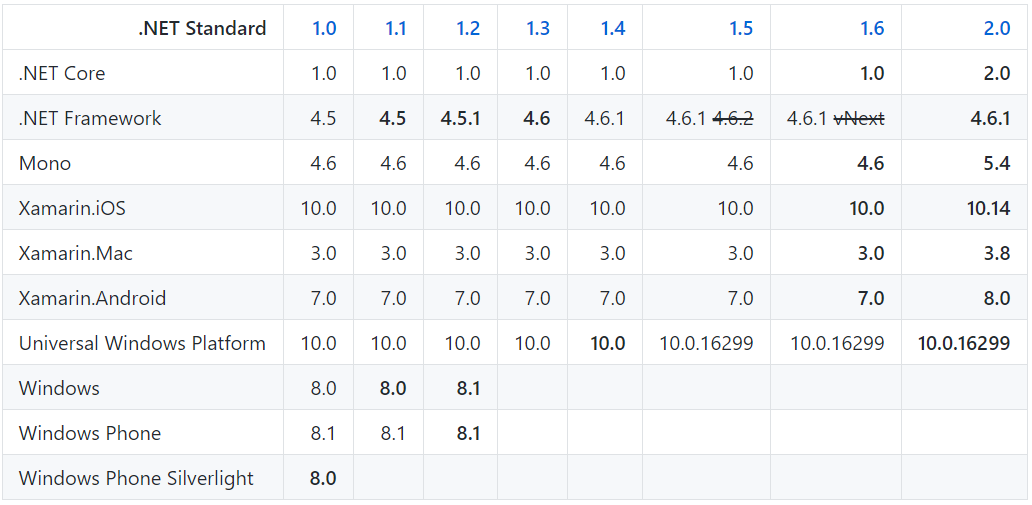 .NET Standard 1.0 1.1 1.2 1.3 1.4 1.5 1.6 2.0
.NET Core 1.0 1.0 1.0 1.0 1.0 1.0 1.0 2.0
.NET Framework 4.5 4.5 4.5.1 4.6 4.6.1 4.6.1 4.6.2 4.6.1 vNext 4.6.1
Mono 4.6 4.6 4.6 4.6 4.6 4.6 4.6 5.4
Xamarin.iOS 10.0 10.0 10.0 10.0 10.0 10.0 10.0 10.14
Xamarin.Mac 3.0 3.0 3.0 3.0 3.0 3.0 3.0 3.8
Xamarin.Android 7.0 7.0 7.0 7.0 7.0 7.0 7.0 8.0
Universal Windows Platform 10.0 10.0 10.0 10.0 10.0 10.0.16299 10.0.16299 10.0.16299
Windows 8.0 8.0 8.1
Windows Phone 8.1 8.1 8.1
Windows Phone Silverlight 8.0